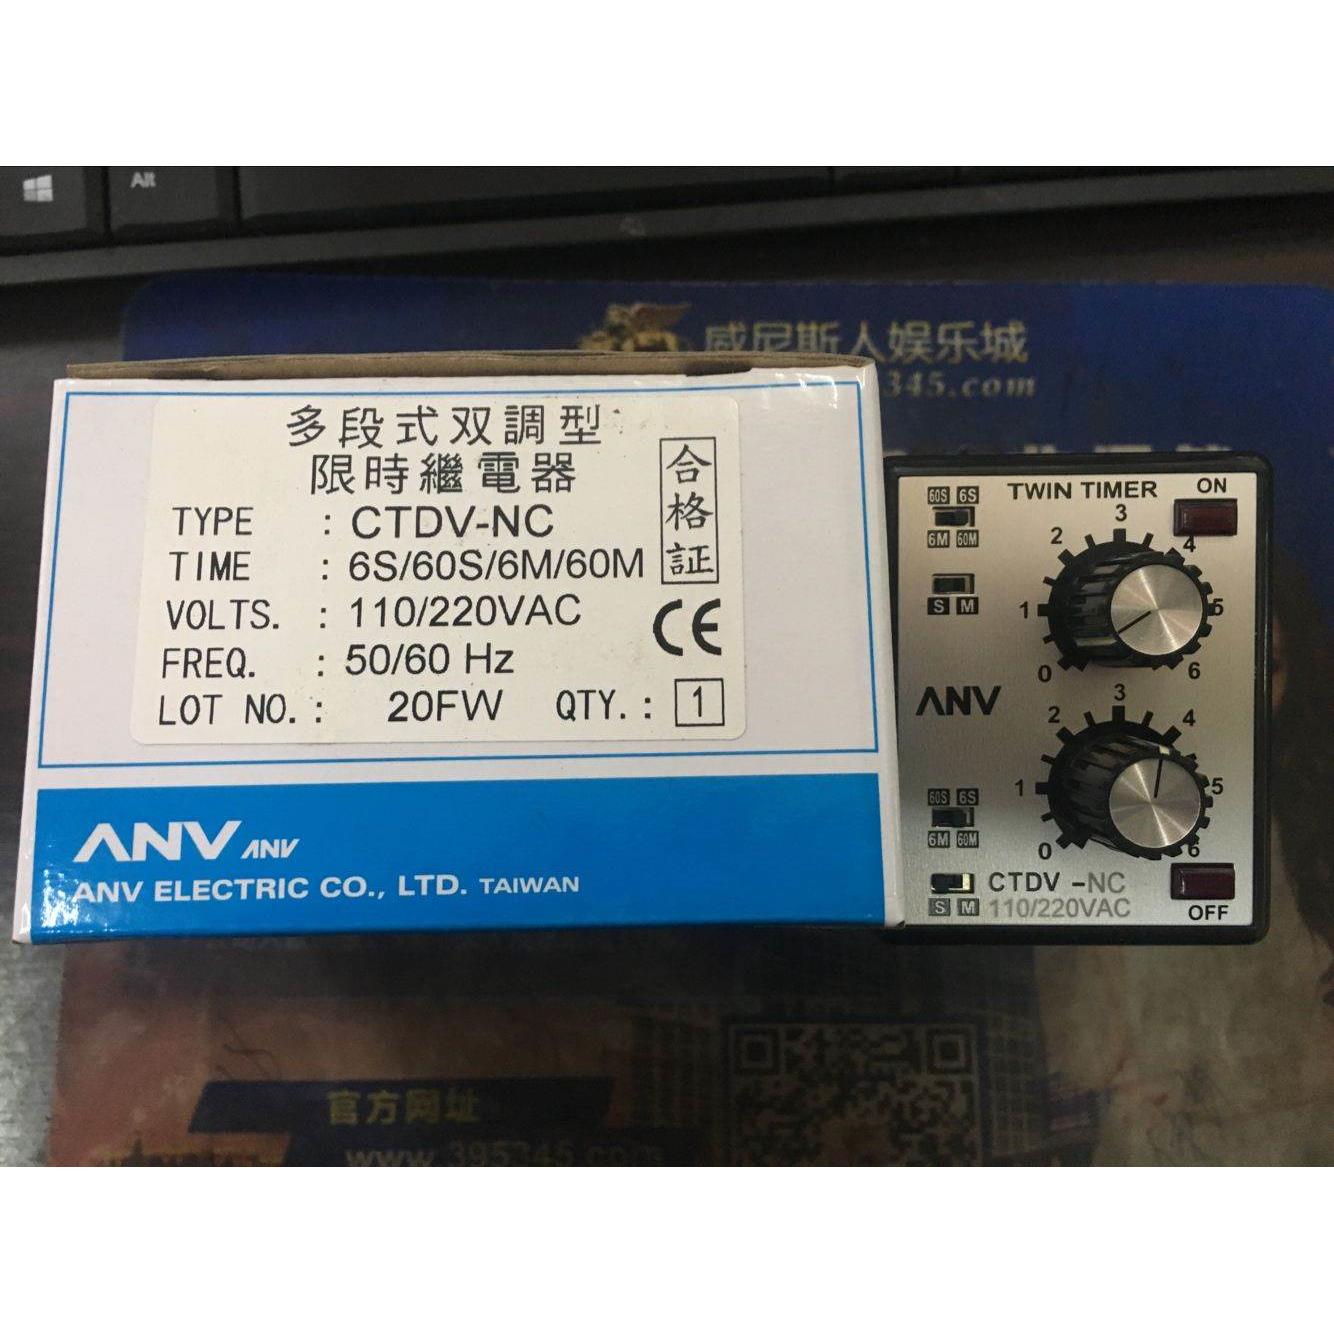 Alt
威尼斯人娱乐城
345.com
多段式双調型
限時繼電器
合格証
TYPE : CTDV-NC
TIME : 6S/60S/6M/60M
VOLTS. : 110/220VAC
FREQ. : 50/60 Hz
LOT NO. : 20FW QTY. : 1
CE
ANV ANV
ANV ELECTRIC CO., LTD. TAIWAN
60S 6S
6M 60M
S M
TWIN TIMER
ON
0 1 2 3 4 5 6
ANV
0 1 2 3 4 5 6
60S 6S
6M 60M
S M
CTDV -NC
110/220VAC
OFF
官方网址
www.395345.com